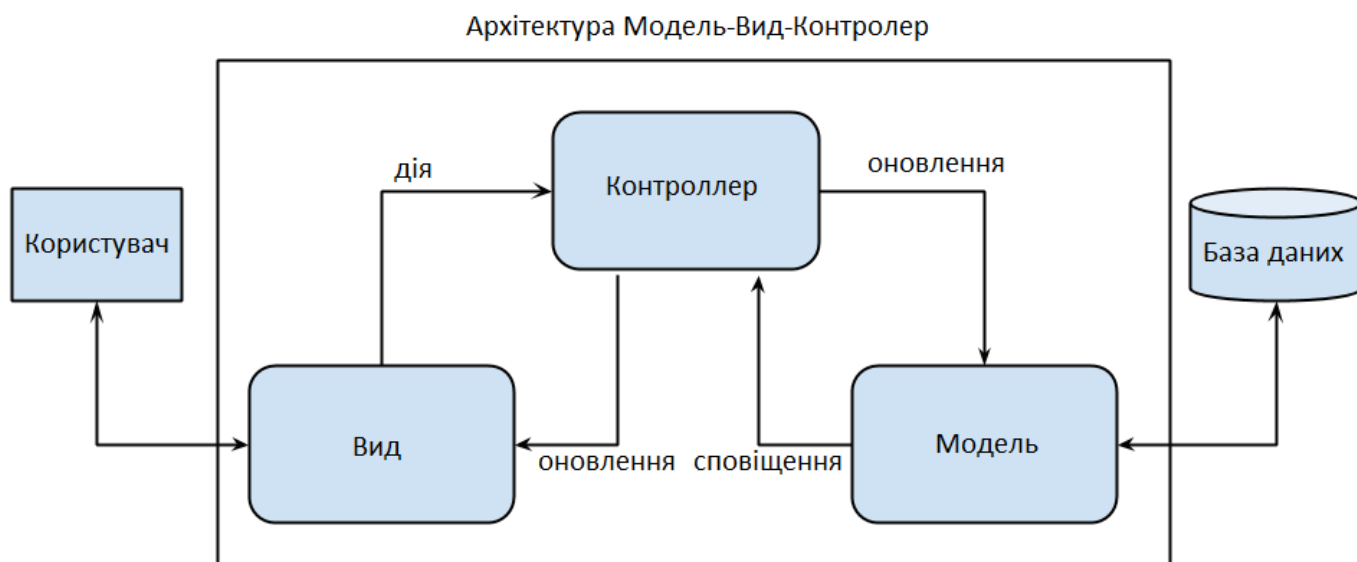 Архітектура Модель-Вид-Контролер
дія
Контроллер
оновлення
Користувач
База даних
Вид
оновлення
сповіщення
Модель